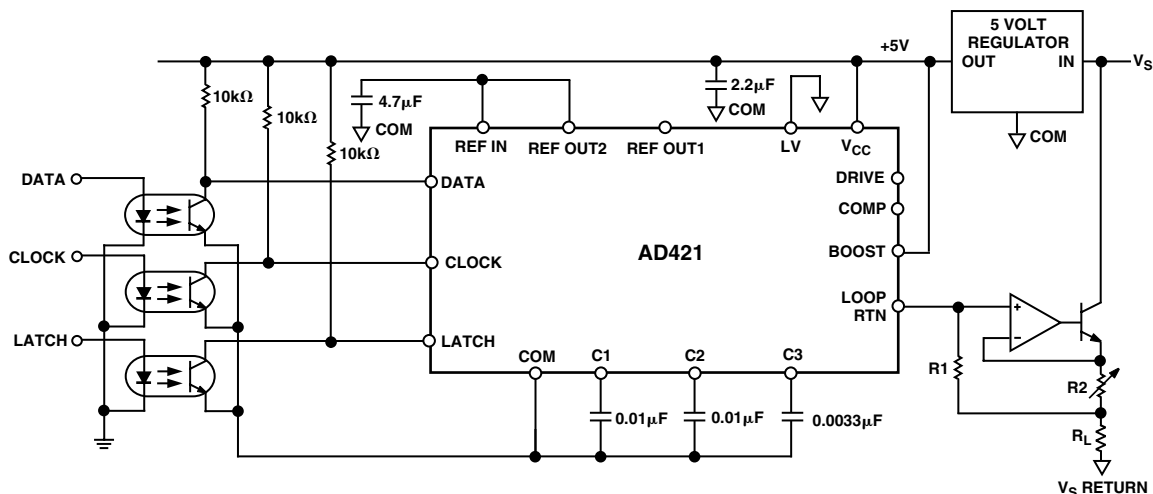 5 VOLT
REGULATOR
OUT IN
+5V
VS
COM
10kΩ
10kΩ
10kΩ
4.7μF
COM
2.2μF
COM
REF IN
REF OUT2
REF OUT1
LV
VCC
DATA
CLOCK
LATCH
DATA
CLOCK
LATCH
AD421
DRIVE
COMP
BOOST
LOOP
RTN
COM
C1
C2
C3
0.01μF
0.01μF
0.0033μF
+
–
R1
R2
RL
VS RETURN